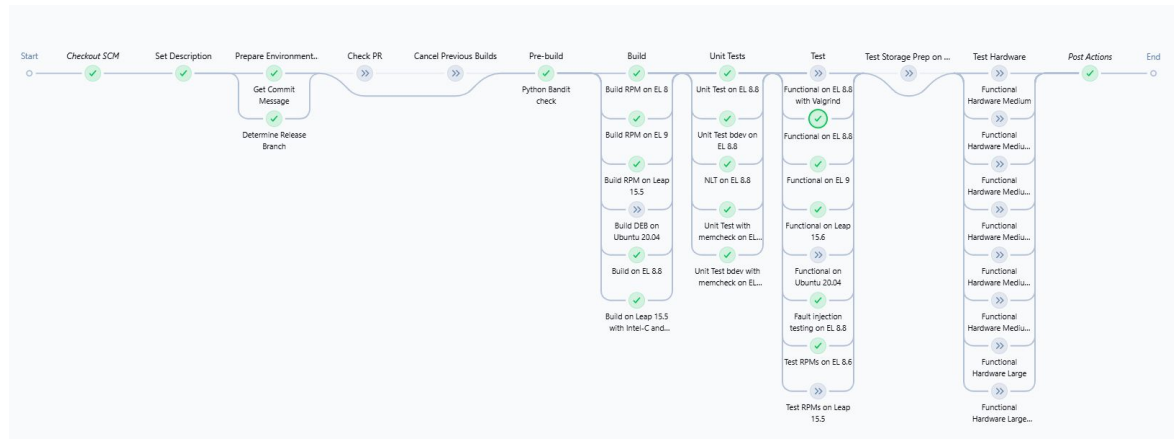 Start
Checkout SCM
Set Description
Prepare Environment...
Check PR
Cancel Previous Builds
Pre-build
Build
Unit Tests
Test
Test Storage Prep on ...
Test Hardware
Post Actions
End
Get Commit
Message
Determine Release
Branch
Python Bandit
check
Build RPM on EL 8
Build RPM on EL 9
Build RPM on Leap
15.5
Build DEB on
Ubuntu 20.04
Build on EL 8.8
Build on Leap 15.5
with Intel-C and...
Unit Test on EL 8.8
Unit Test bdev on
EL 8.8
NLT on EL 8.8
Unit Test with
memcheck on EL...
Unit Test bdev with
memcheck on EL...
Functional on EL 8.8
with Valgrind
Functional on EL 8.8
Functional on EL 9
Functional on Leap
15.6
Functional on
Ubuntu 20.04
Fault injection
testing on EL 8.8
Test RPMs on EL 8.6
Test RPMs on Leap
15.5
Functional
Hardware Medium
Functional
Hardware Mediu...
Functional
Hardware Mediu...
Functional
Hardware Mediu...
Functional
Hardware Mediu...
Functional
Hardware Mediu...
Functional
Hardware Large
Functional
Hardware Large...